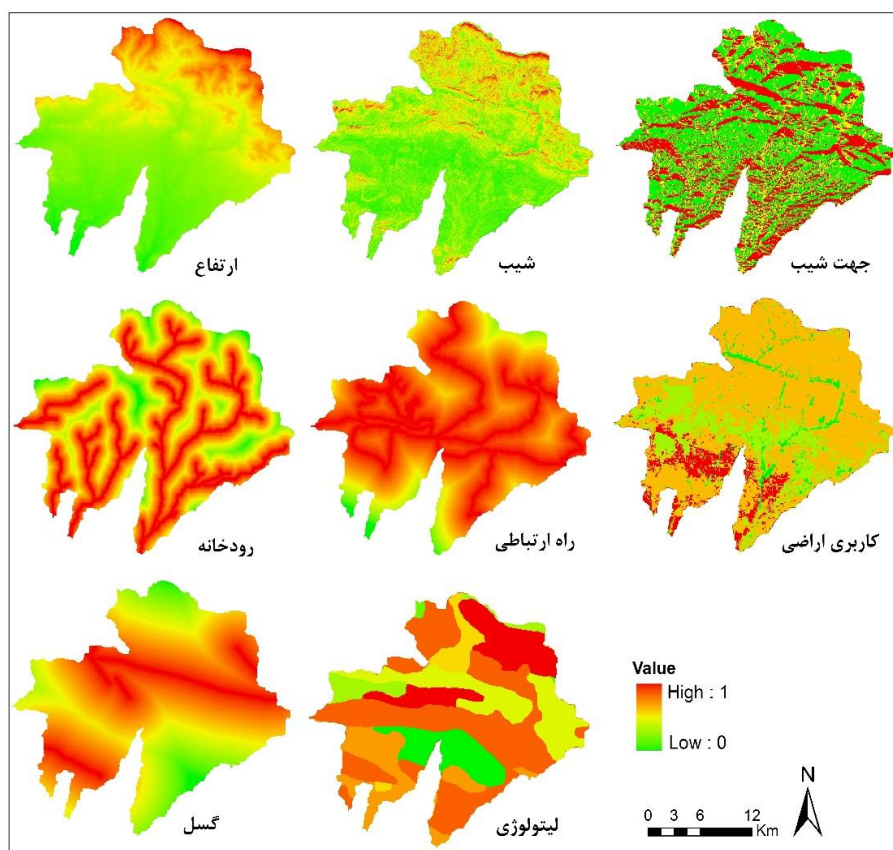 ارتفاع
شیب
جهت شیب
رودخانه
راه ارتباطی
کاربری اراضی
گسل
لیتولوژی
Value
High : 1
Low : 0
N
0 3 6 12
Km